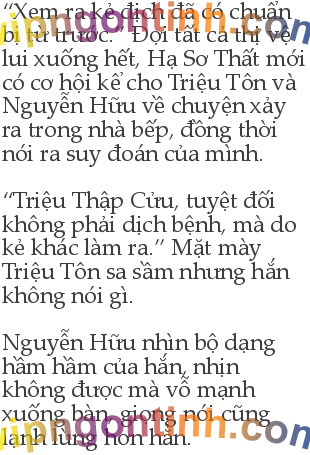 “Xem ra kẻ địch đã có chuẩn
bị từ trước.” Đợi tất cả thị vệ
lui xuống hết, Hạ Sơ Thất mới
có cơ hội kể cho Triệu Tôn và
Nguyễn Hữu về chuyện xảy
ra trong nhà bếp, đồng thời
nói ra suy đoán của mình.
“Triệu Thập Cửu, tuyệt đối
không phải dịch bệnh, mà do
kẻ khác làm ra.” Mặt mày
Triệu Tôn sa sầm nhưng hắn
không nói gì.
Nguyễn Hữu nhìn bộ dạng
hầm hầm của hắn, nhịn
không được mà vỗ mạnh
xuống bàn, giọng nói cũng
lạnh lùng hơn hẳn.
vipngontinh.com
vipngontinh.com